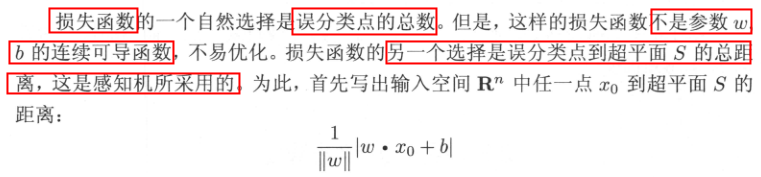 损失函数的一个自然选择是误分类点的总数。但是，这样的损失函数不是参数 w,
b 的连续可导函数，不易优化。损失函数的另一个选择是误分类点到超平面 S 的总距
离，这是感知机所采用的。为此，首先写出输入空间 Rⁿ 中任一点 x₀ 到超平面 S 的
距离：
1/‖w‖ |w • x₀ + b|